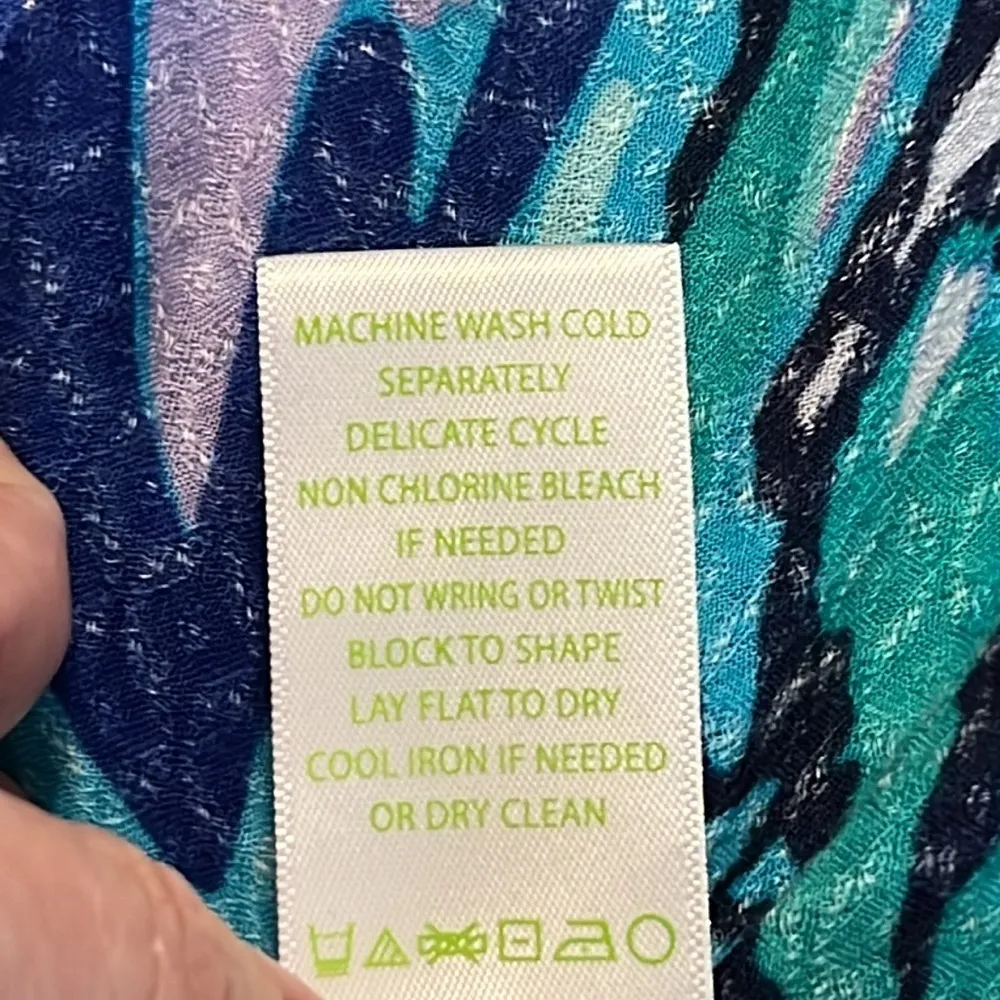 MACHINE WASH COLD
SEPARATELY
DELICATE CYCLE
NON CHLORINE BLEACH
IF NEEDED
DO NOT WRING OR TWIST
BLOCK TO SHAPE
LAY FLAT TO DRY
COOL IRON IF NEEDED
OR DRY CLEAN